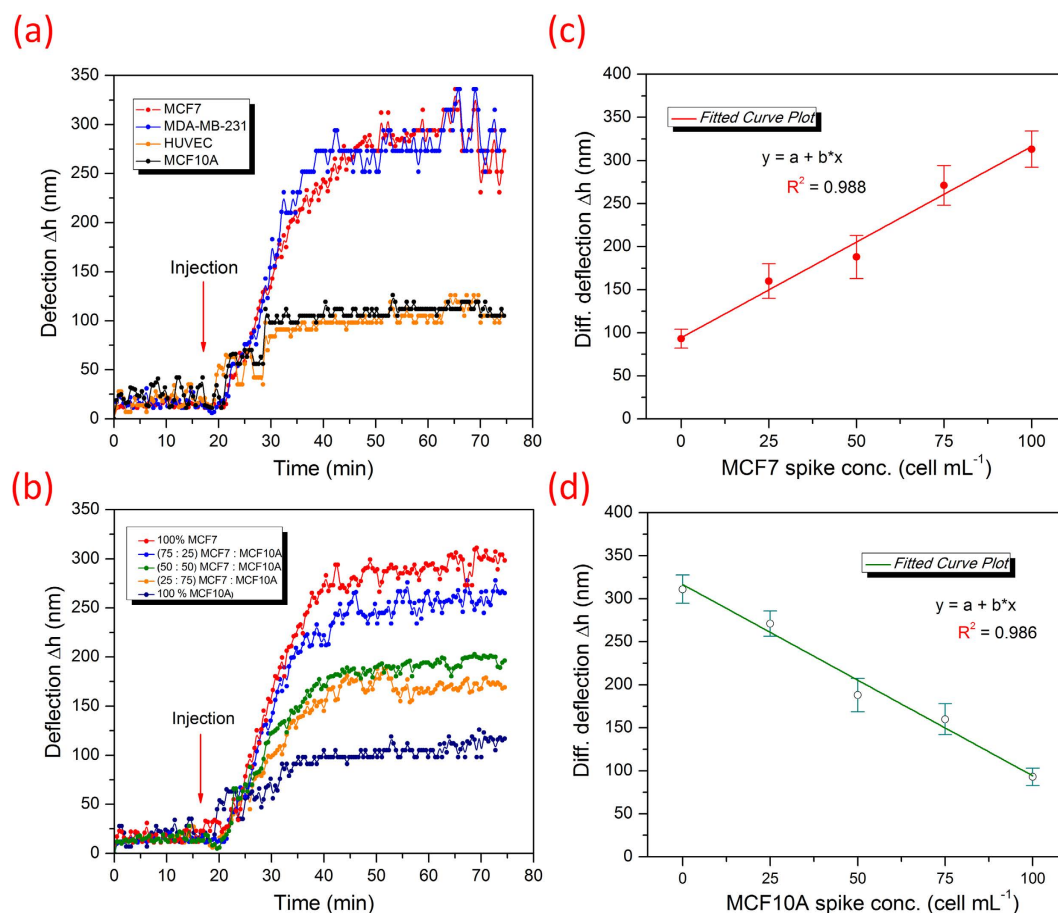 (a)
350
300
250
200
150
100
50
0
Defection Δh (nm)
MCF7
MDA-MB-231
HUVEC
MCF10A
Injection
0 10 20 30 40 50 60 70 80
Time (min)
(c)
400
350
300
250
200
150
100
50
0
Diff. deflection Δh (nm)
Fitted Curve Plot
y = a + b*x
R² = 0.988
0 25 50 75 100
MCF7 spike conc. (cell mL⁻¹)
(b)
350
300
250
200
150
100
50
0
Deflection Δh (nm)
100% MCF7
(75 : 25) MCF7 : MCF10A
(50 : 50) MCF7 : MCF10A
(25 : 75) MCF7 : MCF10A
100 % MCF10A)
Injection
0 10 20 30 40 50 60 70 80
Time (min)
(d)
400
350
300
250
200
150
100
50
0
Diff. deflection Δh (nm)
Fitted Curve Plot
y = a + b*x
R² = 0.986
0 25 50 75 100
MCF10A spike conc. (cell mL⁻¹)